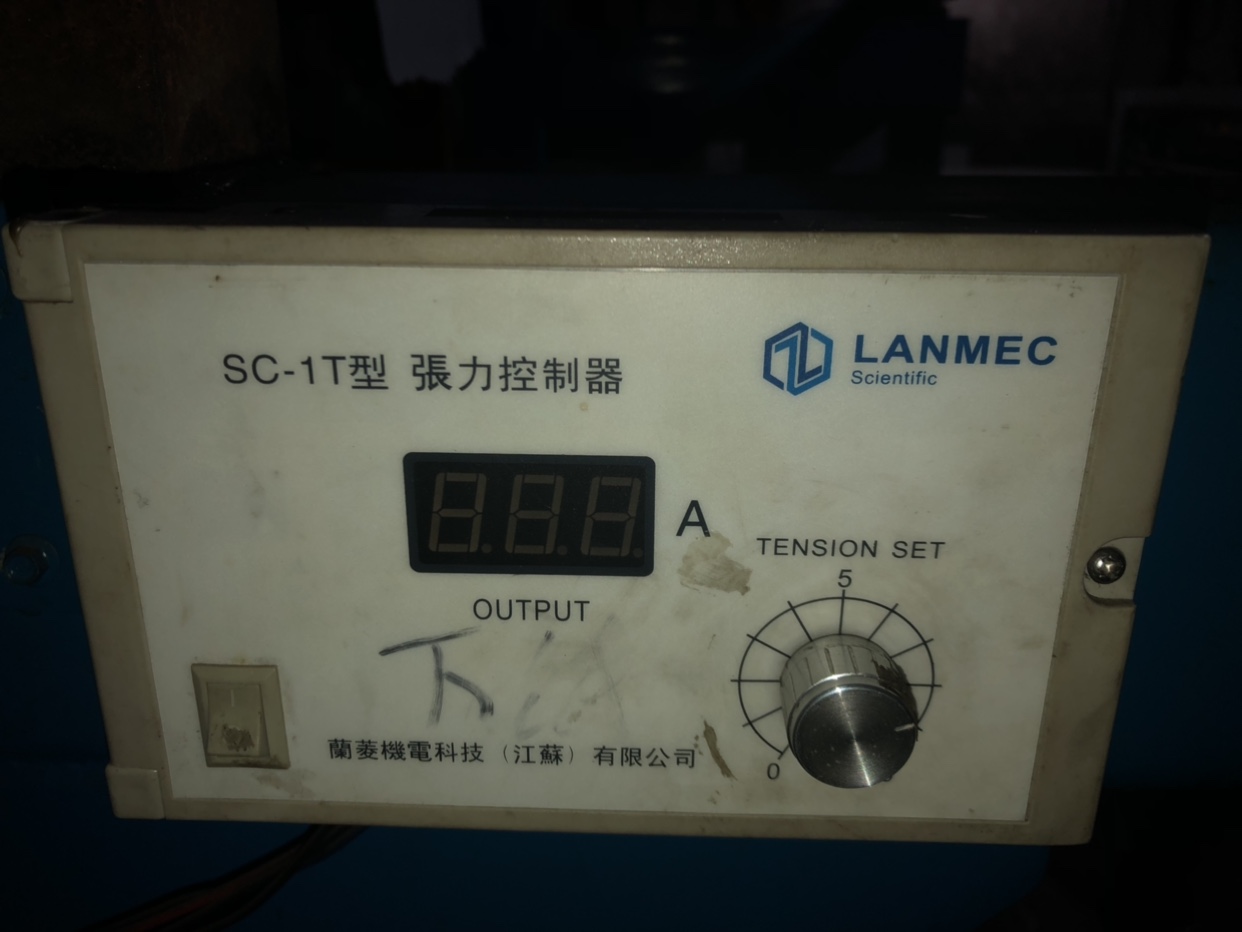 SC-1T型 張力控制器
LANMEC
Scientific
A
OUTPUT
TENSION SET
5
0
下
蘭菱機電科技（江蘇）有限公司